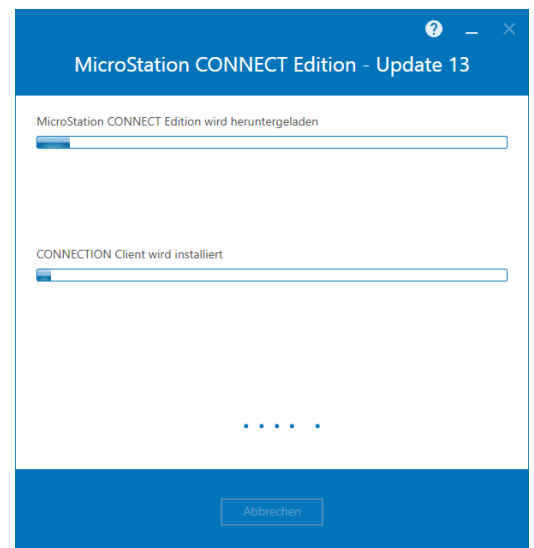 ?
MicroStation CONNECT Edition - Update 13
MicroStation CONNECT Edition wird heruntergeladen
CONNECTION Client wird installiert
Abbrechen